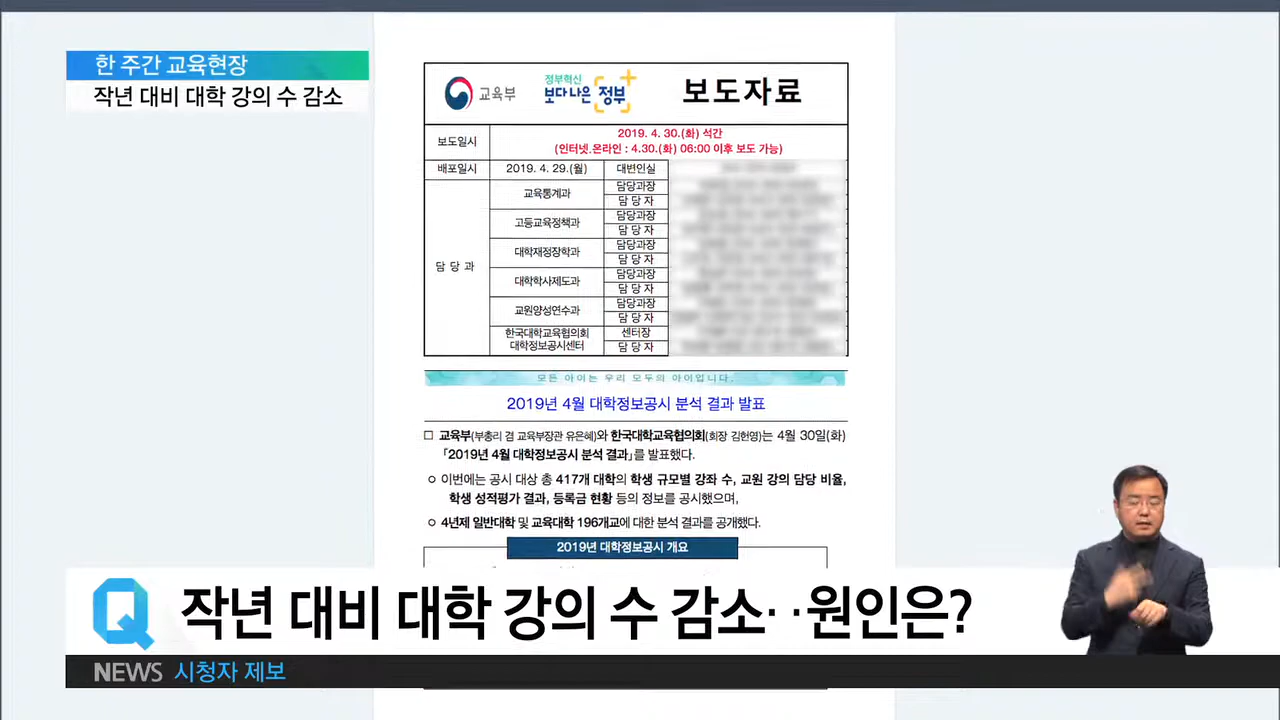 한 주간 교육현장
작년 대비 대학 강의 수 감소
교육부
정부혁신
보다 나은 정부
보도자료
보도일시
2019. 4. 30.(화) 석간
(인터넷.온라인 : 4.30.(화) 06:00 이후 보도 가능)
배포일시 2019. 4. 29.(월) 대변인실
담 당 과
교육통계과
담당과장
담 당 자
고등교육정책과
담당과장
담 당 자
대학재정장학과
담당과장
담 당 자
대학학사제도과
담당과장
담 당 자
교원양성연수과
담당과장
담 당 자
한국대학교육협의회
대학정보공시센터
센터장
담 당 자
모든 아이는 우리 모두의 아이입니다.
2019년 4월 대학정보공시 분석 결과 발표
□ 교육부(부총리 겸 교육부장관 유은혜)와 한국대학교육협의회(회장 김헌영)는 4월 30일(화)
「2019년 4월 대학정보공시 분석 결과」를 발표했다.
ㅇ 이번에는 공시 대상 총 417개 대학의 학생 규모별 강좌 수, 교원 강의 담당 비율,
학생 성적평가 결과, 등록금 현황 등의 정보를 공시했으며,
ㅇ 4년제 일반대학 및 교육대학 196개교에 대한 분석 결과를 공개했다.
2019년 대학정보공시 개요
Q 작년 대비 대학 강의 수 감소‥원인은?
NEWS 시청자 제보